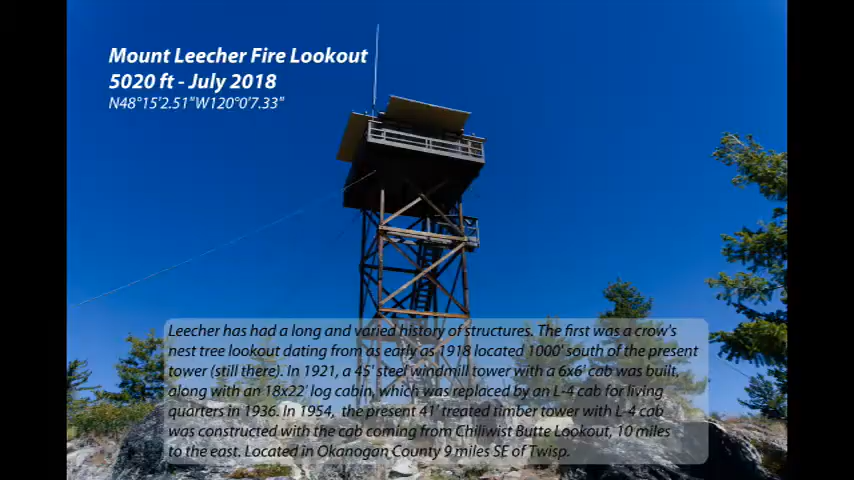 Mount Leecher Fire Lookout
5020 ft - July 2018
N48°15'2.51"W120°0'7.33"
Leecher has had a long and varied history of structures. The first was a crow's
nest tree lookout dating from as early as 1918 located 1000' south of the present
tower (still there). In 1921, a 45' steel windmill tower with a 6x6' cab was built,
along with an 18x22' log cabin, which was replaced by an L-4 cab for living
quarters in 1936. In 1954, the present 41' treated timber tower with L-4 cab
was constructed with the cab coming from Chiliwist Butte Lookout, 10 miles
to the east. Located in Okanogan County 9 miles SE of Twisp.